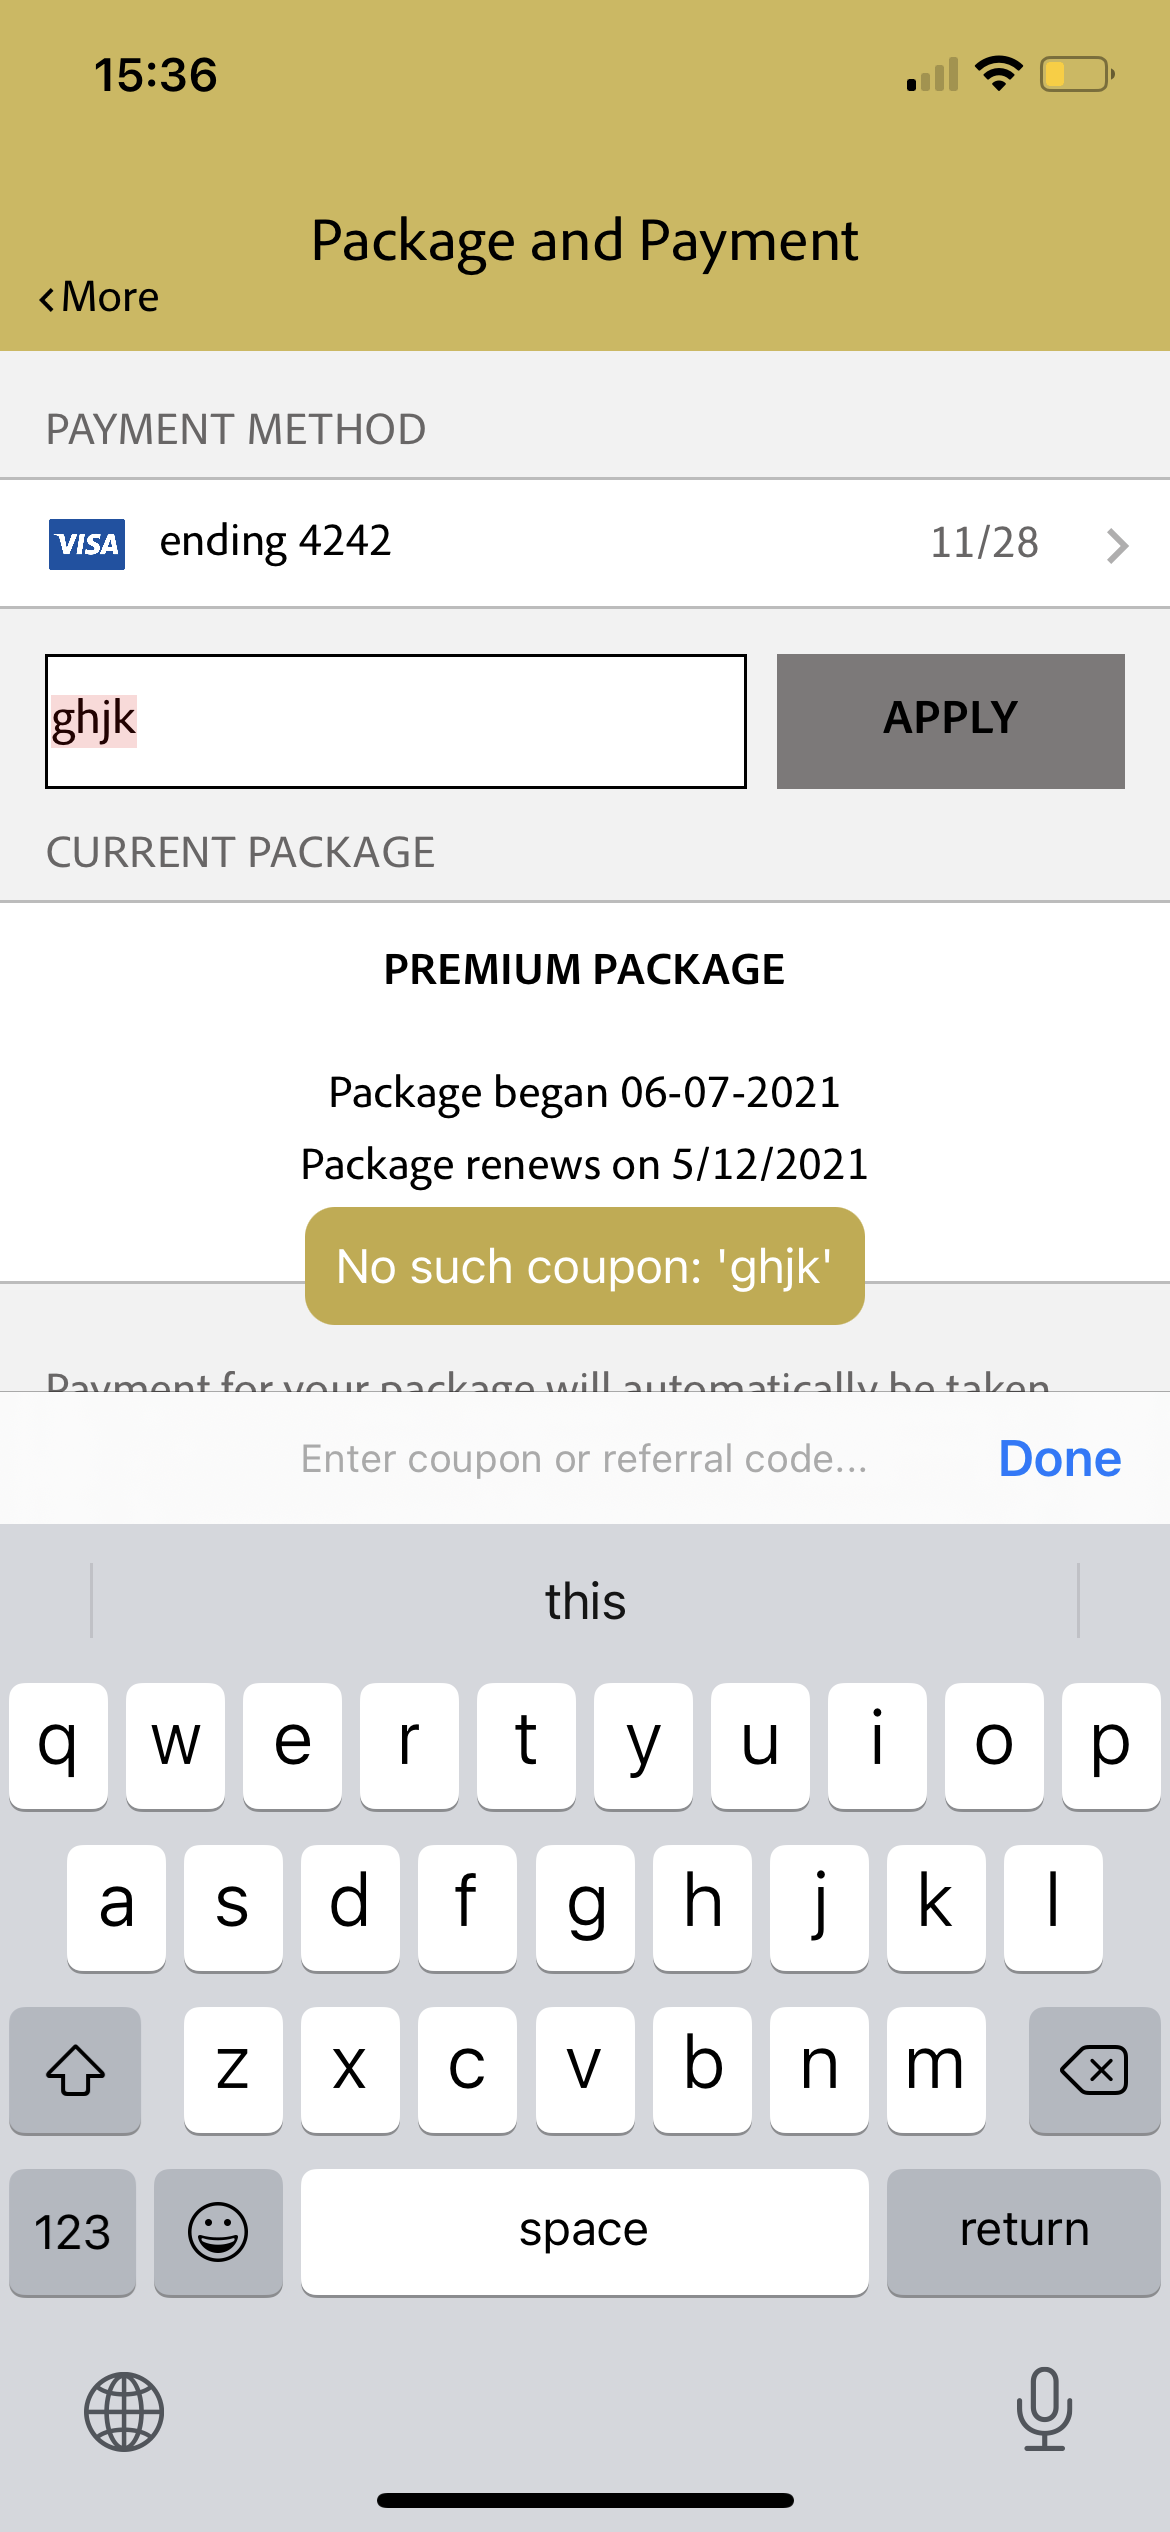 15:36
Package and Payment
‹More
PAYMENT METHOD
VISA ending 4242 11/28
ghjk APPLY
CURRENT PACKAGE
PREMIUM PACKAGE
Package began 06-07-2021
Package renews on 5/12/2021
No such coupon: 'ghjk'
Payment for your package will automatically be taken
Enter coupon or referral code... Done
this
q w e r t y u i o p
a s d f g h j k l
z x c v b n m
123 space return